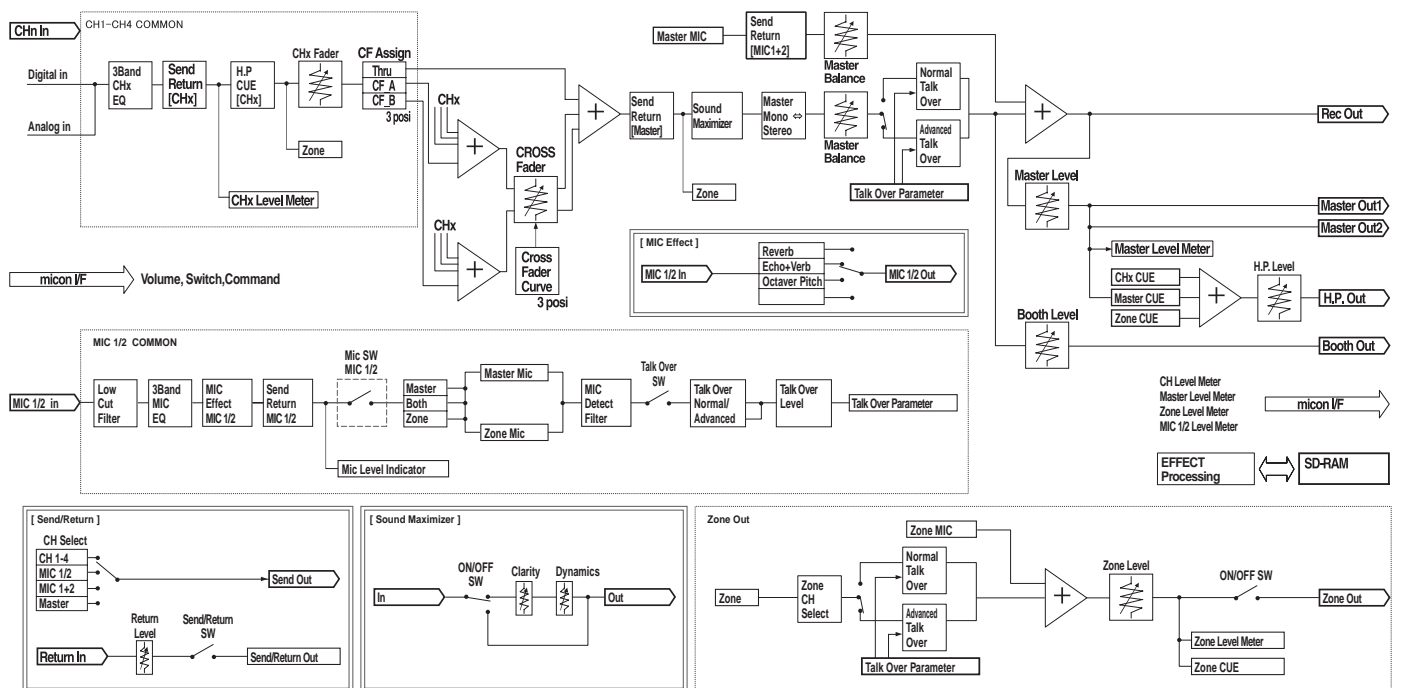 CHn In
CH1-CH4 COMMON
Digital in
Analog in
3Band
CHx
EQ
Send
Return
[CHx]
H.P
CUE
[CHx]
CHx Fader
CF Assign
Thru
CF_A
CF_B
3 posi
Zone
CHx Level Meter
CHx
CHx
CROSS
Fader
Cross
Fader
Curve
3 posi
Send
Return
[Master]
Zone
Sound
Maximizer
Master
Mono ⇔
Stereo
Master
Balance
Master MIC
Send
Return
[MIC1+2]
Master
Balance
Normal
Talk
Over
Advanced
Talk
Over
Talk Over Parameter
Rec Out
Master Level
Master Out1
Master Out2
Master Level Meter
CHx CUE
Master CUE
Zone CUE
H.P. Level
H.P. Out
Booth Level
Booth Out
micon I/F
Volume, Switch,Command
[ MIC Effect ]
MIC 1/2 In
Reverb
Echo+Verb
Octaver Pitch
MIC 1/2 Out
MIC 1/2 COMMON
MIC 1/2 in
Low
Cut
Filter
3Band
MIC
EQ
MIC
Effect
MIC 1/2
Send
Return
MIC 1/2
Mic SW
MIC 1/2
Mic Level Indicator
Master
Both
Zone
Master Mic
Zone Mic
MIC
Detect
Filter
Talk Over
SW
Talk Over
Normal/
Advanced
Talk Over
Level
Talk Over Parameter
CH Level Meter
Master Level Meter
Zone Level Meter
MIC 1/2 Level Meter
micon I/F
EFFECT
Processing
SD-RAM
[ Send/Return ]
CH Select
CH 1-4
MIC 1/2
MIC 1+2
Master
Send Out
Return In
Return
Level
Send/Return
SW
Send/Return Out
[ Sound Maximizer ]
In
ON/OFF
SW
Clarity
Dynamics
Out
Zone Out
Zone
Zone
CH
Select
Zone MIC
Normal
Talk
Over
Advanced
Talk
Over
Talk Over Parameter
Zone Level
ON/OFF SW
Zone Out
Zone Level Meter
Zone CUE